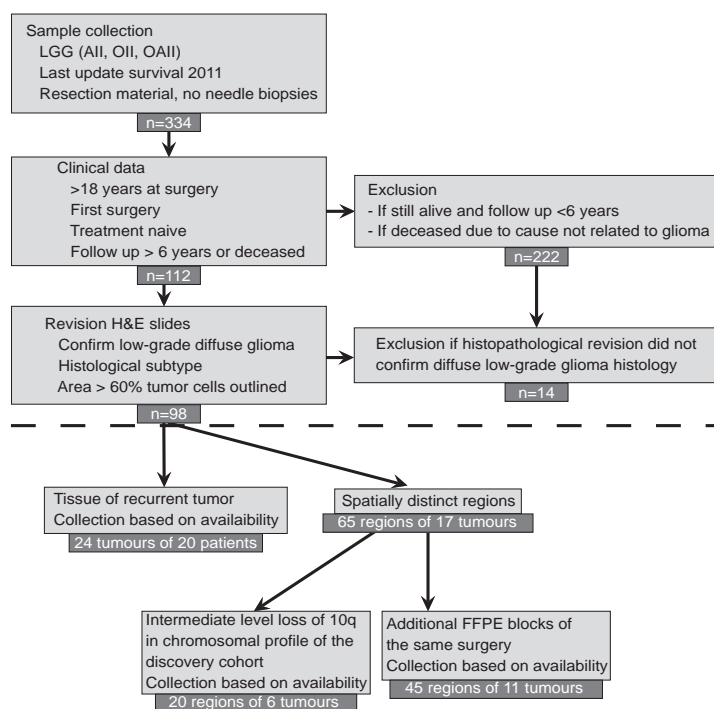 Sample collection
LGG (AII, OII, OAII)
Last update survival 2011
Resection material, no needle biopsies
n=334
Clinical data
>18 years at surgery
First surgery
Treatment naive
Follow up > 6 years or deceased
n=112
Exclusion
- If still alive and follow up <6 years
- If deceased due to cause not related to glioma
n=222
Revision H&E slides
Confirm low-grade diffuse glioma
Histological subtype
Area > 60% tumor cells outlined
n=98
Exclusion if histopathological revision did not
confirm diffuse low-grade glioma histology
n=14
Tissue of recurrent tumor
Collection based on availaibility
24 tumours of 20 patients
Spatially distinct regions
65 regions of 17 tumours
Intermediate level loss of 10q
in chromosomal profile of the
discovery cohort
Collection based on availability
20 regions of 6 tumours
Additional FFPE blocks of
the same surgery
Collection based on availability
45 regions of 11 tumours